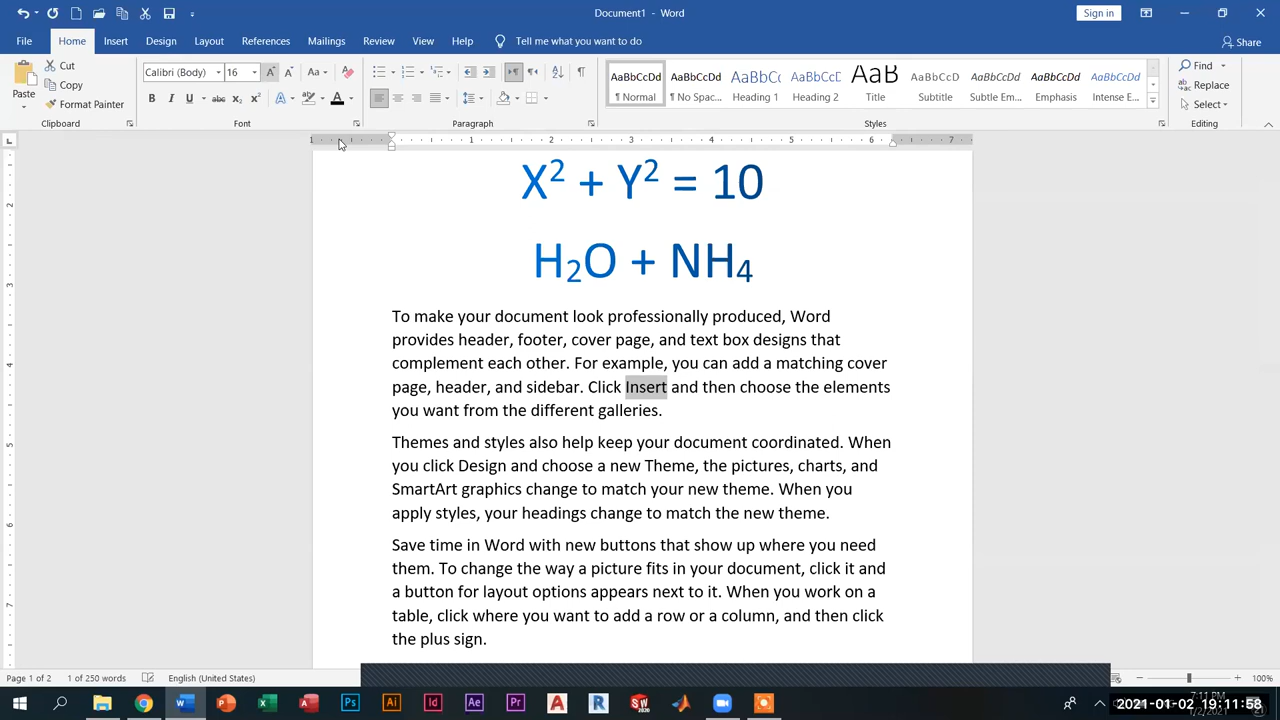 Document1 - Word
Sign in
File Home Insert Design Layout References Mailings Review View Help Tell me what you want to do Share
Paste
Cut
Copy
Format Painter
Clipboard
Calibri (Body) 16
Font
Paragraph
AaBbCcDd AaBbCcDd AaBbCc AaBbCcD AaB AaBbCcD AaBbCcDd AaBbCcDd AaBbCcDd
¶ Normal ¶ No Spac... Heading 1 Heading 2 Title Subtitle Subtle Em... Emphasis Intense E...
Styles
Find
Replace
Select
Editing
X² + Y² = 10
H₂O + NH₄
To make your document look professionally produced, Word
provides header, footer, cover page, and text box designs that
complement each other. For example, you can add a matching cover
page, header, and sidebar. Click Insert and then choose the elements
you want from the different galleries.
Themes and styles also help keep your document coordinated. When
you click Design and choose a new Theme, the pictures, charts, and
SmartArt graphics change to match your new theme. When you
apply styles, your headings change to match the new theme.
Save time in Word with new buttons that show up where you need
them. To change the way a picture fits in your document, click it and
a button for layout options appears next to it. When you work on a
table, click where you want to add a row or a column, and then click
the plus sign.
Page 1 of 2 1 of 250 words English (United States) 100%
2021-01-02 19:11:58